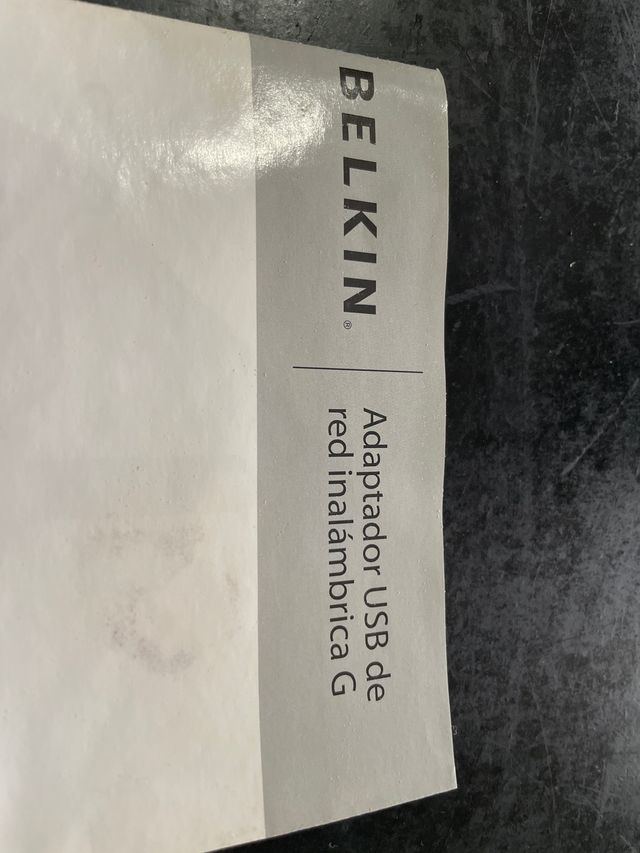 BELKIN®
Adaptador USB de
red inalámbrica G